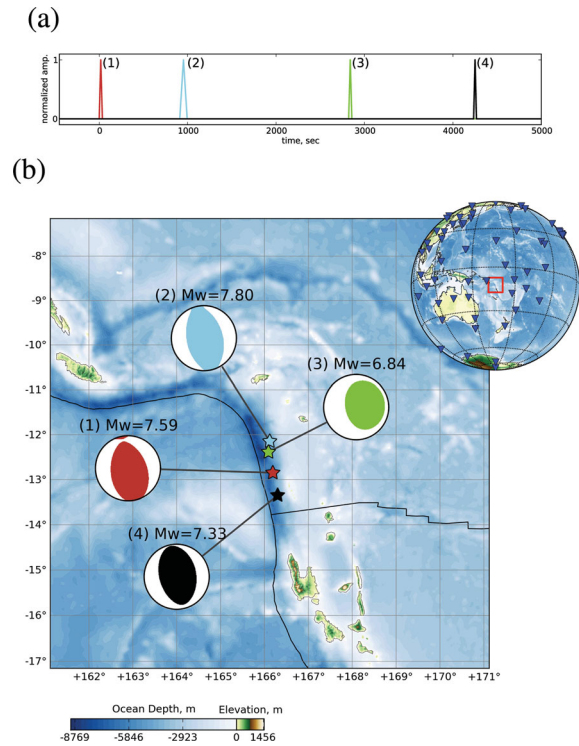 (a)
normalized amp.
1
0
(1)
(2)
(3)
(4)
0
1000
2000
3000
4000
5000
time, sec
(b)
-8°
-9°
-10°
-11°
-12°
-13°
-14°
-15°
-16°
-17°
(2) Mw=7.80
(3) Mw=6.84
(1) Mw=7.59
(4) Mw=7.33
+162° +163° +164° +165° +166° +167° +168° +169° +170° +171°
Ocean Depth, m Elevation, m
-8769 -5846 -2923 0 1456